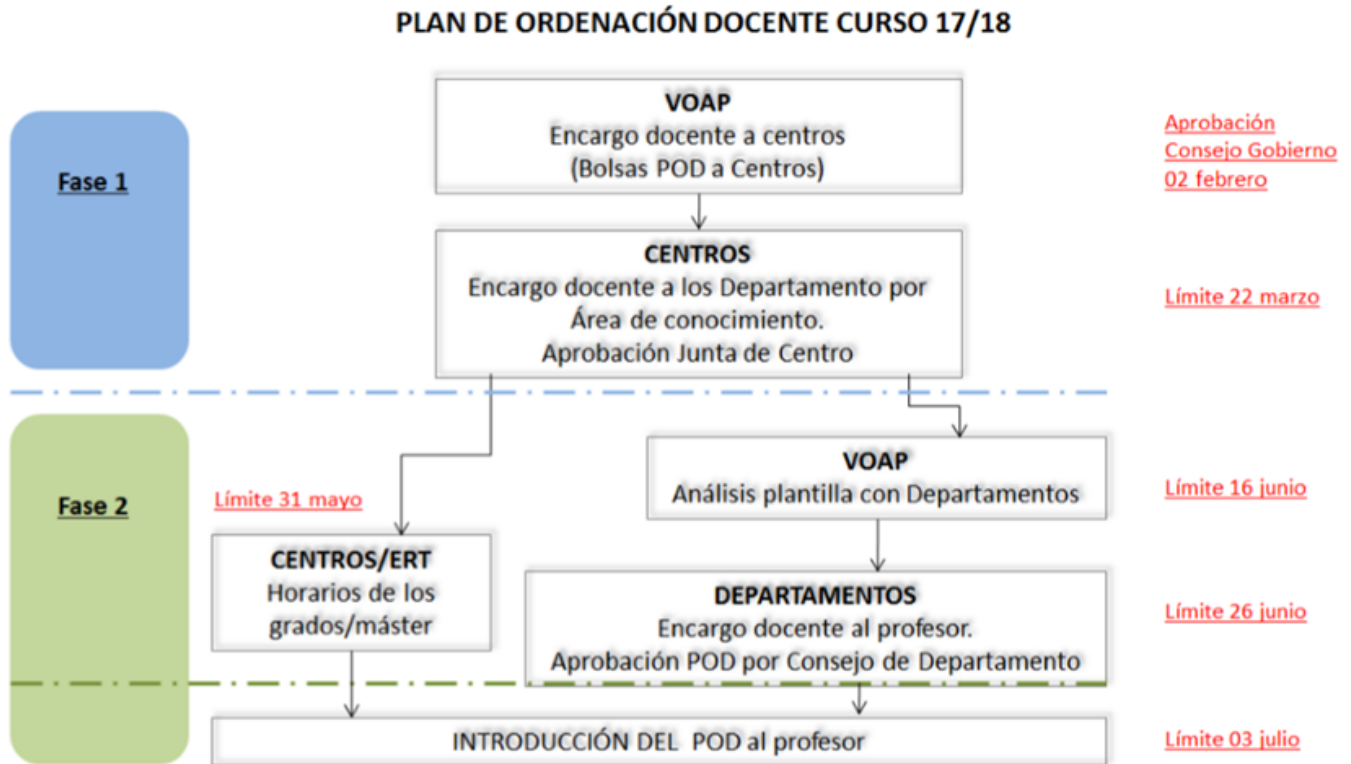 PLAN DE ORDENACIÓN DOCENTE CURSO 17/18
Fase 1
VOAP
Encargo docente a centros
(Bolsas POD a Centros)
Aprobación
Consejo Gobierno
02 febrero
CENTROS
Encargo docente a los Departamento por
Área de conocimiento.
Aprobación Junta de Centro
Límite 22 marzo
Fase 2
VOAP
Análisis plantilla con Departamentos
Límite 16 junio
Límite 31 mayo
CENTROS/ERT
Horarios de los
grados/máster
DEPARTAMENTOS
Encargo docente al profesor.
Aprobación POD por Consejo de Departamento
Límite 26 junio
INTRODUCCIÓN DEL POD al profesor
Límite 03 julio